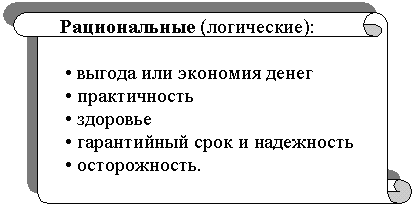 Рациональные (логические):
• выгода или экономия денег
• практичность
• здоровье
• гарантийный срок и надежность
• осторожность.